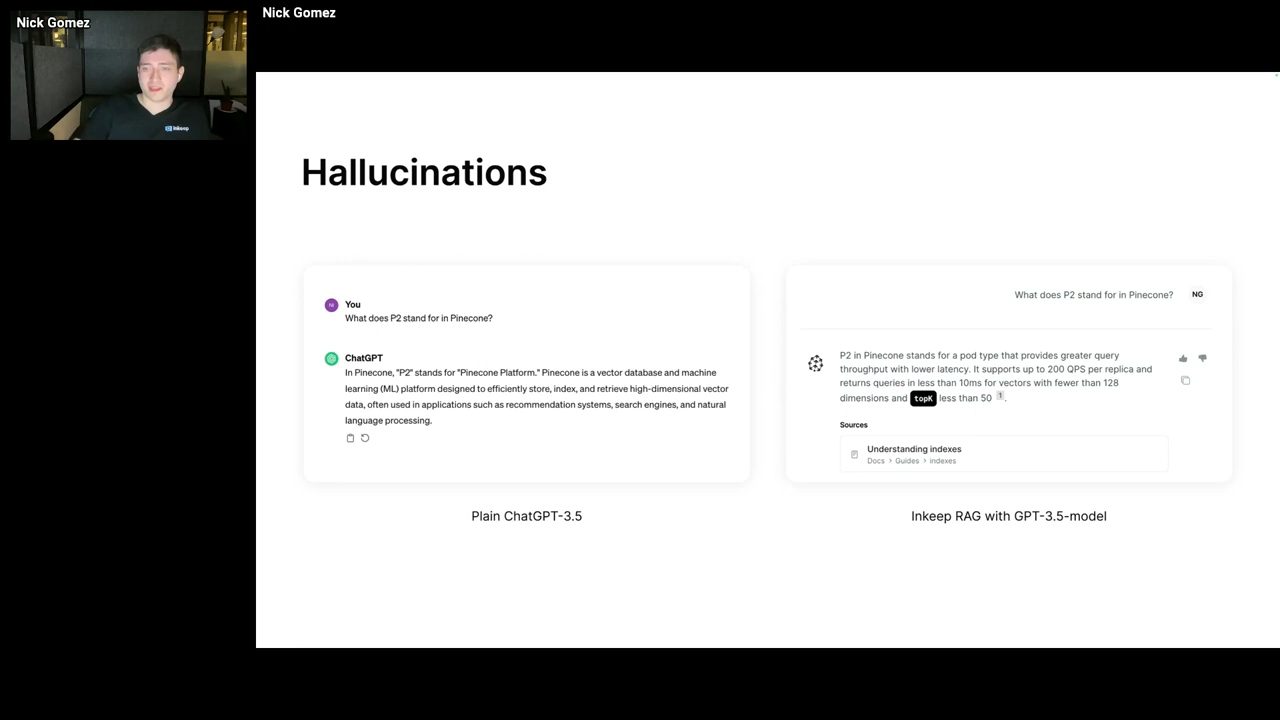 Nick Gomez
Nick Gomez
inkeep
Hallucinations
NI
You
What does P2 stand for in Pinecone?
ChatGPT
In Pinecone, "P2" stands for "Pinecone Platform." Pinecone is a vector database and machine
learning (ML) platform designed to efficiently store, index, and retrieve high-dimensional vector
data, often used in applications such as recommendation systems, search engines, and natural
language processing.
Plain ChatGPT-3.5
What does P2 stand for in Pinecone?
NG
P2 in Pinecone stands for a pod type that provides greater query
throughput with lower latency. It supports up to 200 QPS per replica and
returns queries in less than 10ms for vectors with fewer than 128
dimensions and topK less than 50 1.
Sources
Understanding indexes
Docs > Guides > indexes
Inkeep RAG with GPT-3.5-model